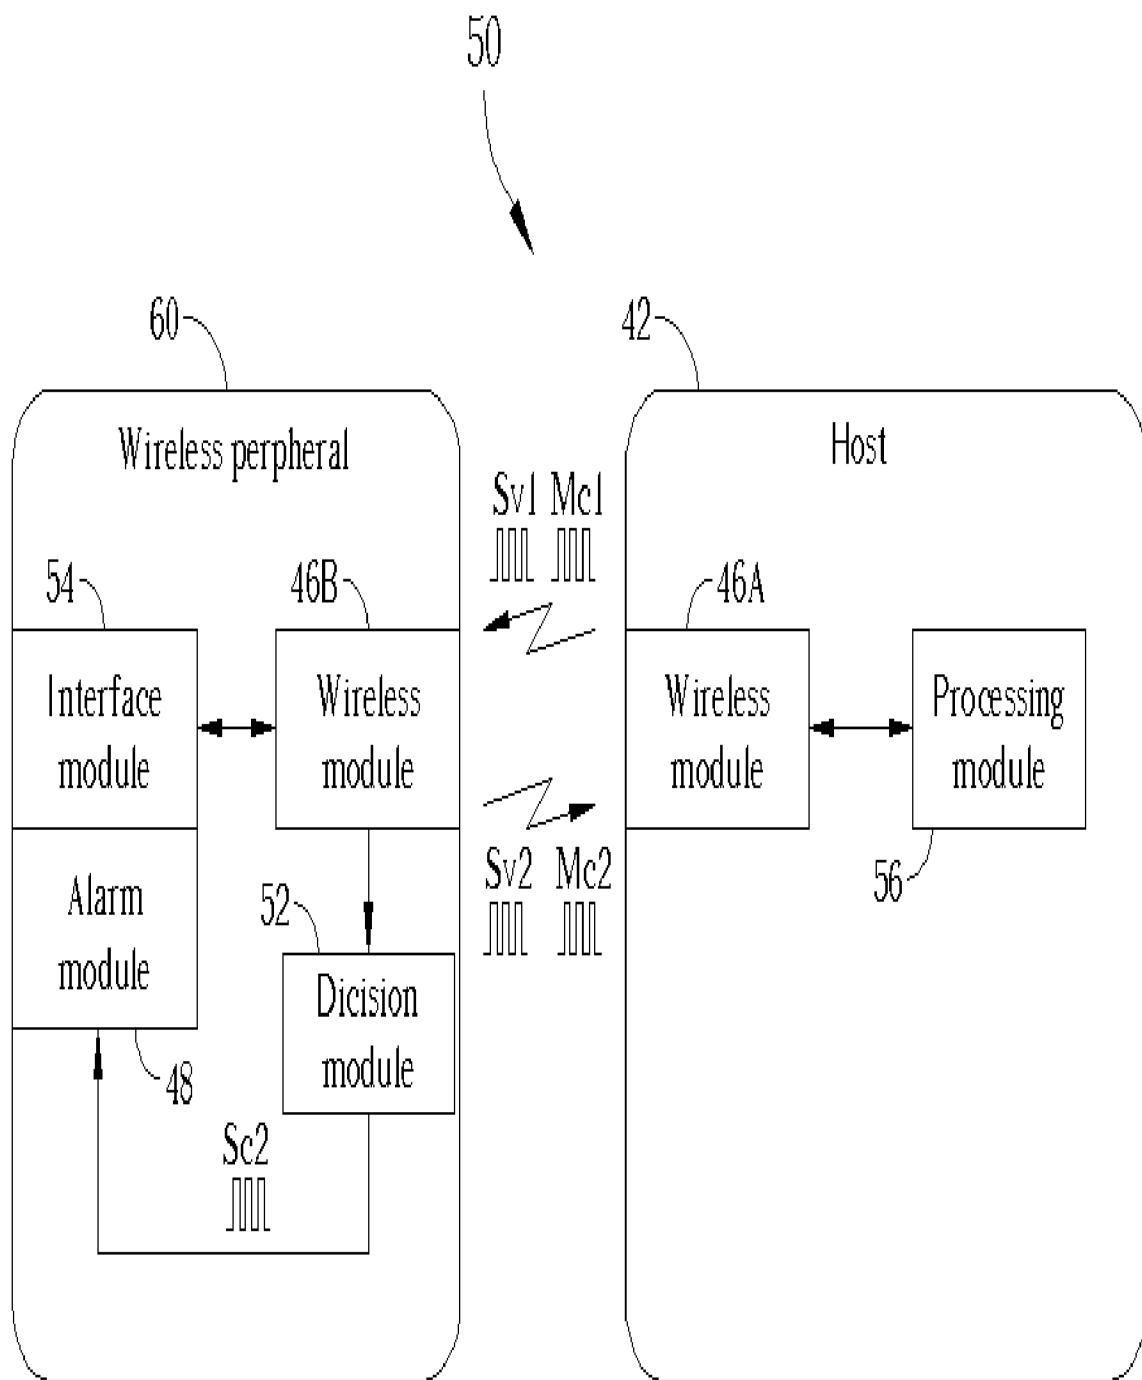 50
60
42
Wireless perpheral
Host
Sv1 Mc1
54
46B
46A
Interface
module
Wireless
module
Wireless
module
Processing
module
Sv2 Mc2
56
Alarm
module
52
Dicision
module
48
Sc2